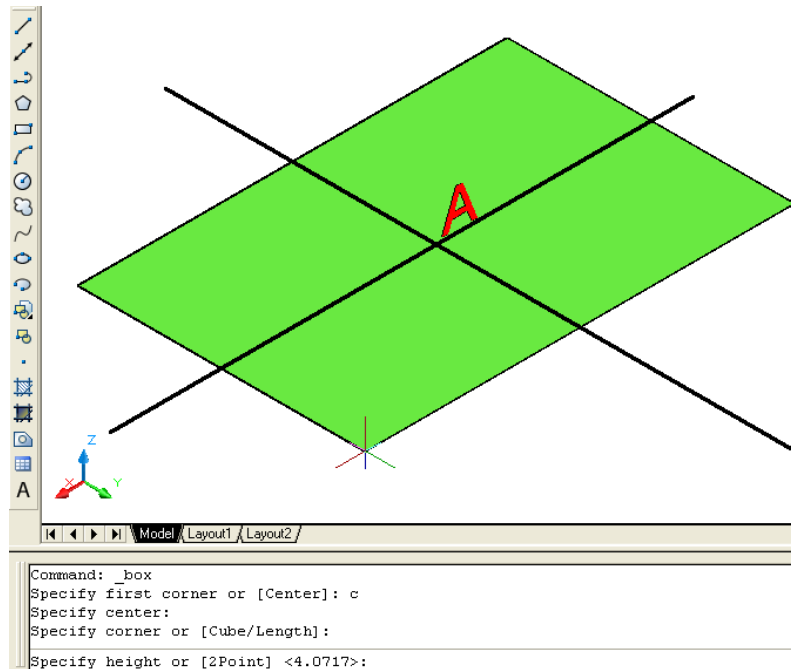 A
Z
X
Y
A
Model Layout1 Layout2
Command: _box
Specify first corner or [Center]: c
Specify center:
Specify corner or [Cube/Length]:
Specify height or [2Point] <4.0717>: